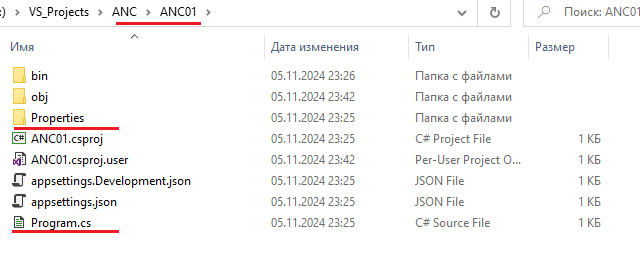 :) › VS_Projects › ANC › ANC01 › Поиск: ANC01
Имя Дата изменения Тип Размер
bin 05.11.2024 23:26 Папка с файлами
obj 05.11.2024 23:42 Папка с файлами
Properties 05.11.2024 23:25 Папка с файлами
ANC01.csproj 05.11.2024 23:25 C# Project File 1 КБ
ANC01.csproj.user 05.11.2024 23:42 Per-User Project O... 1 КБ
appsettings.Development.json 05.11.2024 23:25 JSON File 1 КБ
appsettings.json 05.11.2024 23:25 JSON File 1 КБ
Program.cs 05.11.2024 23:25 C# Source File 1 КБ